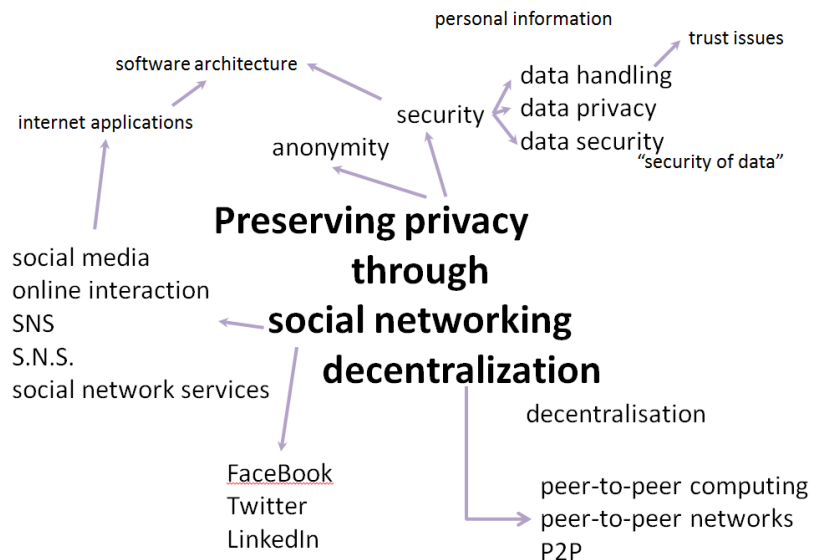 personal information
trust issues
software architecture
data handling
data privacy
data security
"security of data"
internet applications
security
anonymity
Preserving privacy
through
social networking
decentralization
social media
online interaction
SNS
S.N.S.
social network services
decentralisation
FaceBook
Twitter
LinkedIn
peer-to-peer computing
peer-to-peer networks
P2P